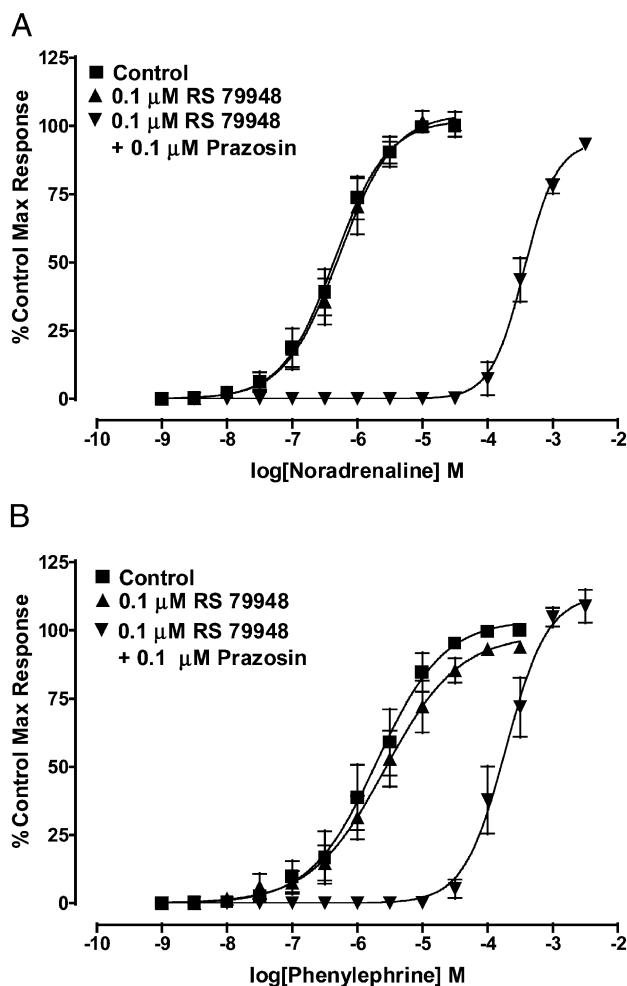 A
125
100
75
50
25
0
% Control Max Response
Control
0.1 µM RS 79948
0.1 µM RS 79948
+ 0.1 µM Prazosin
-10 -9 -8 -7 -6 -5 -4 -3 -2
log[Noradrenaline] M
B
125
100
75
50
25
0
% Control Max Response
Control
0.1 µM RS 79948
0.1 µM RS 79948
+ 0.1 µM Prazosin
-10 -9 -8 -7 -6 -5 -4 -3 -2
log[Phenylephrine] M